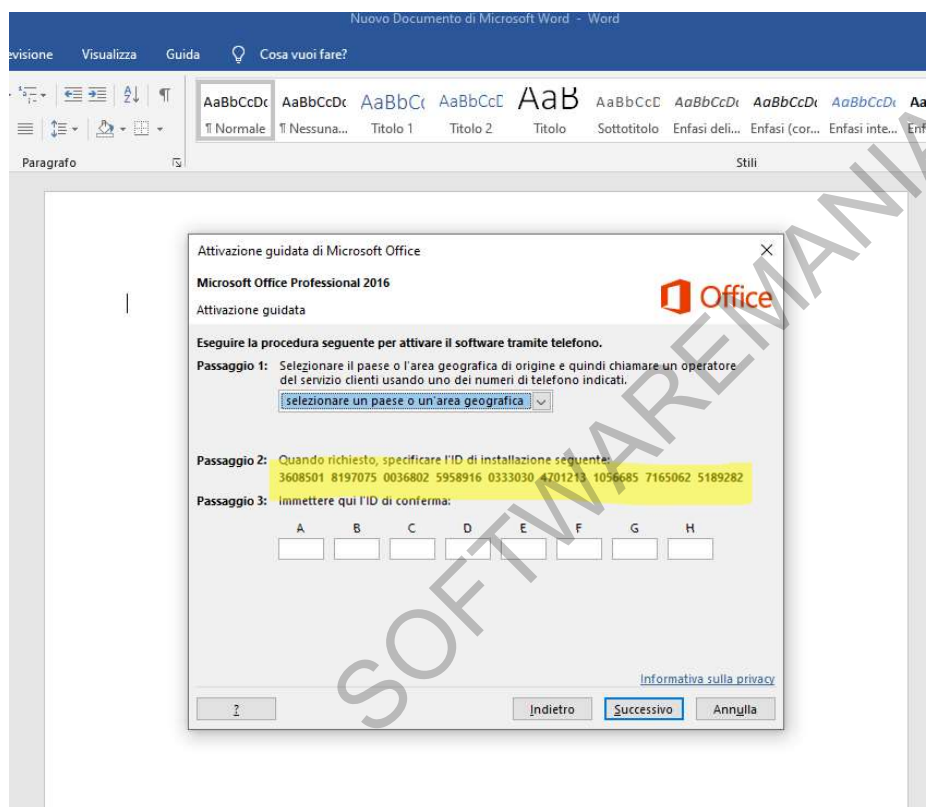 Nuovo Documento di Microsoft Word - Word
evisione Visualizza Guida Cosa vuoi fare?
AaBbCcDc AaBbCcDc AaBbC( AaBbCcE AaB AaBbCcD AaBbCcDc AaBbCcDc AaBbCcDc Aa
¶ Normale ¶ Nessuna... Titolo 1 Titolo 2 Titolo Sottotitolo Enfasi deli... Enfasi (cor... Enfasi inte... Enf
Paragrafo Stili
Attivazione guidata di Microsoft Office
Microsoft Office Professional 2016
Office
Attivazione guidata
Eseguire la procedura seguente per attivare il software tramite telefono.
Passaggio 1: Selezionare il paese o l'area geografica di origine e quindi chiamare un operatore
del servizio clienti usando uno dei numeri di telefono indicati.
selezionare un paese o un'area geografica
Passaggio 2: Quando richiesto, specificare l'ID di installazione seguente:
3608501 8197075 0036802 5958916 0333030 4701213 1056685 7165062 5189282
Passaggio 3: Immettere qui l'ID di conferma:
A B C D E F G H
Informativa sulla privacy
? Indietro Successivo Annulla
SOFTWAREMANIA